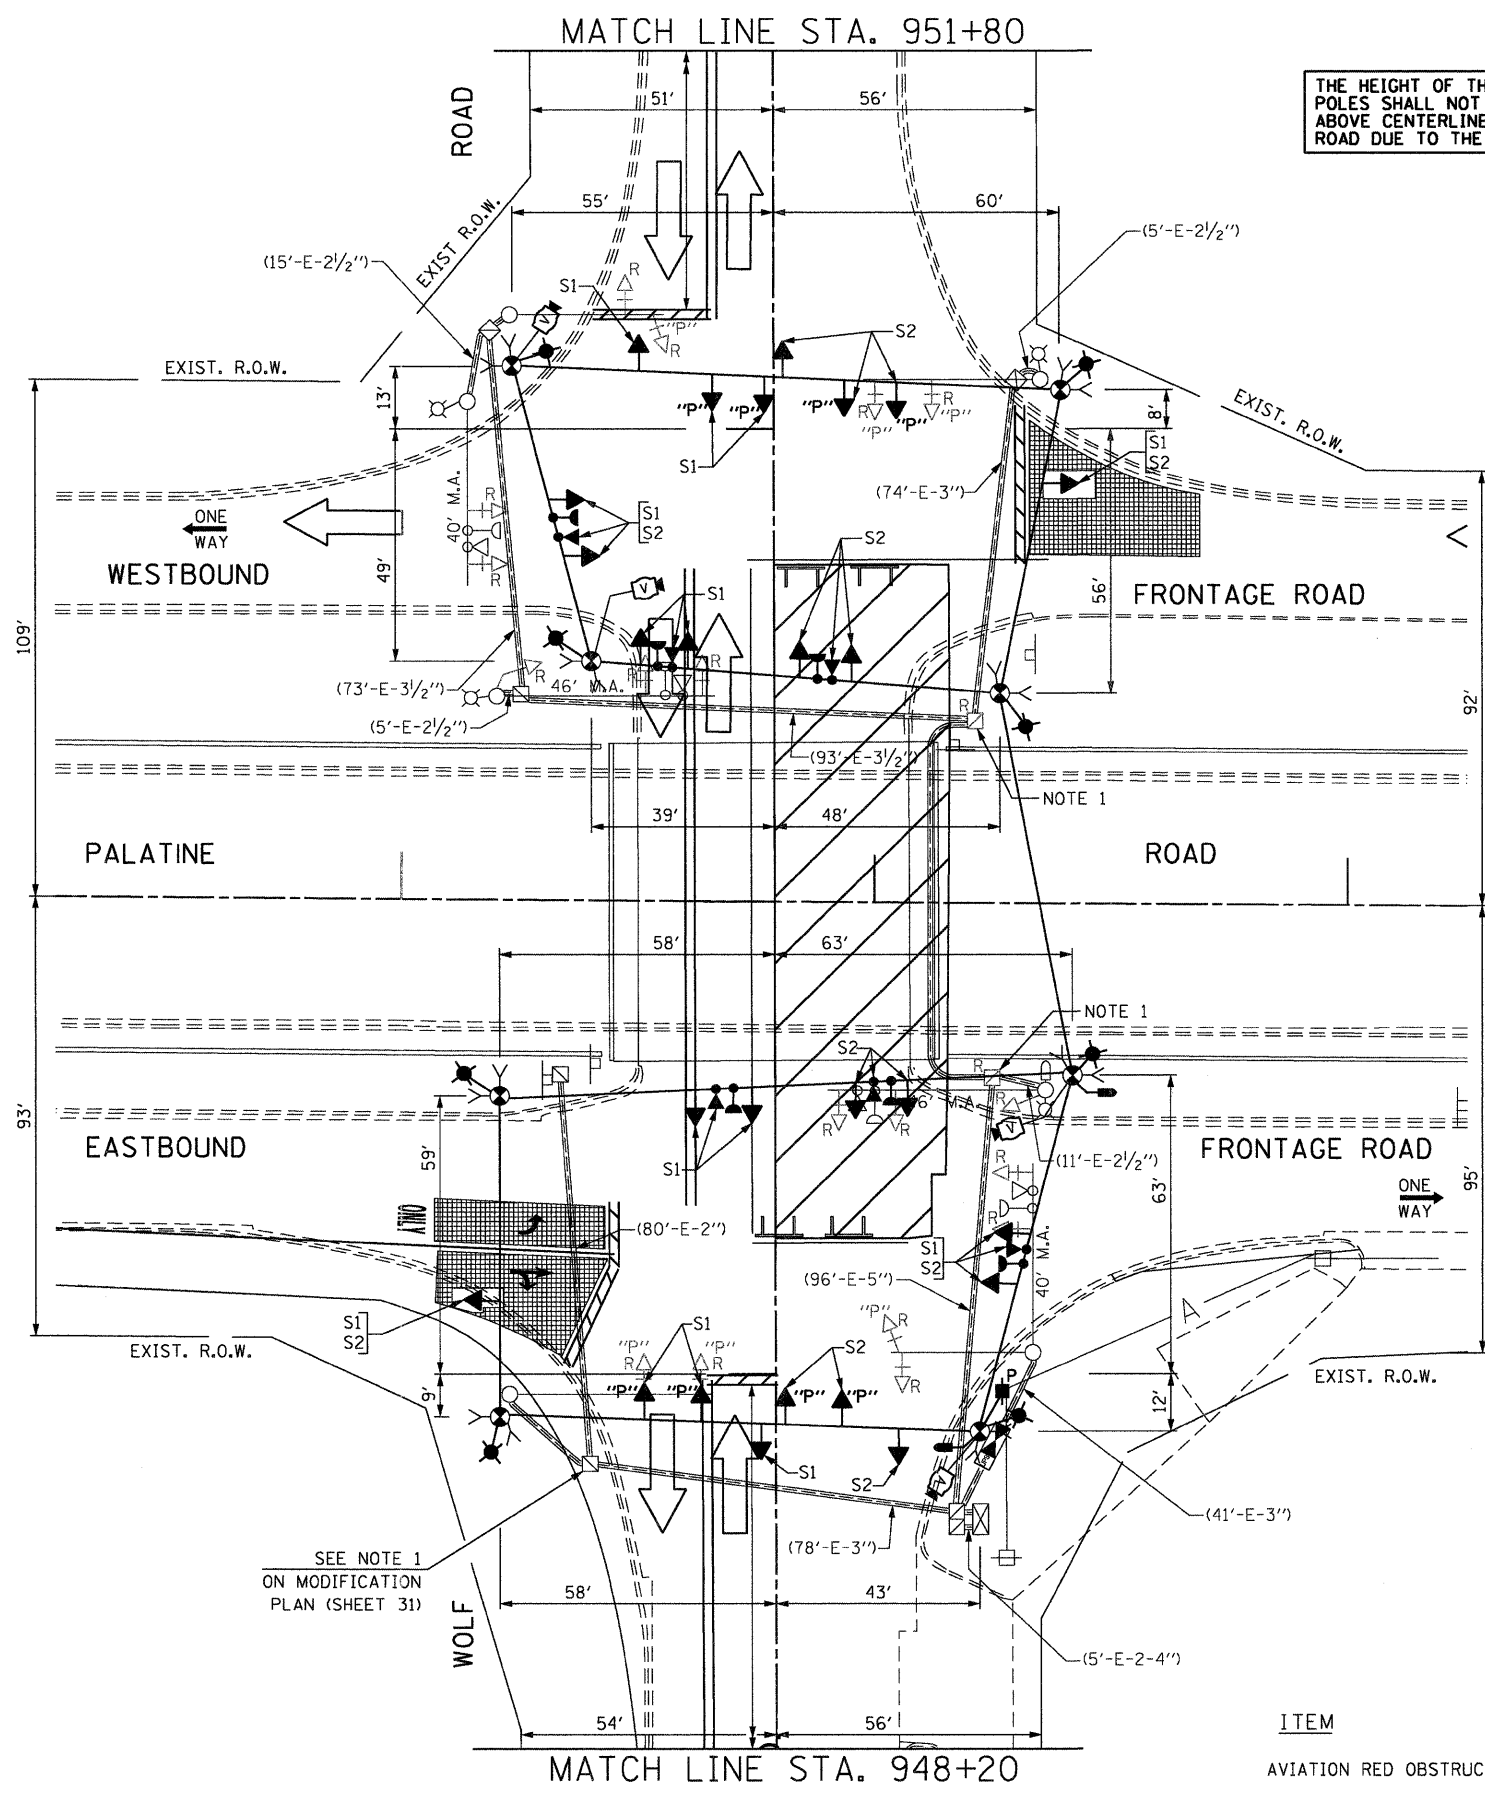 MATCH LINE STA. 951+80
THE HEIGHT OF TH
POLES SHALL NOT
ABOVE CENTERLINE
ROAD DUE TO THE
ROAD
51'
56'
55'
60'
EXIST R.O.W.
(15'-E-2½")
(5'-E-2½")
R
S1
"P"
R
S2
EXIST. R.O.W.
13'
"P"
"P"
"P"
R
"P"
"P"
"P"
8'
EXIST. R.O.W.
S1
S1
S2
40' M.A.
R
(74'-E-3")
ONE
WAY
S1
S2
S2
49'
R
WESTBOUND
V
S1
56'
FRONTAGE ROAD
109'
R
R
R
46' M.A.
(73'-E-3½")
(5'-E-2½")
R
92'
(93'-E-3½")
NOTE 1
39'
48'
PALATINE
ROAD
58'
63'
NOTE 1
S2
R
93'
M.A.
R
R
R
V
EASTBOUND
59'
S1
(11'-E-2½")
FRONTAGE ROAD
63'
95'
R
ONE
WAY
ONLY
(80'-E-2")
R
S1
S2
40' M.A.
(96'-E-5")
S1
S2
"P"
R
EXIST. R.O.W.
"P"
S1
"P"
R
R
S2
A
EXIST. R.O.W.
9'
"P"
"P"
"P"
"P"
R
P
12'
S1
S2
V
(41'-E-3")
(78'-E-3")
SEE NOTE 1
ON MODIFICATION
PLAN (SHEET 31)
58'
43'
WOLF
(5'-E-2-4")
54'
56'
ITEM
MATCH LINE STA. 948+20
AVIATION RED OBSTRUC